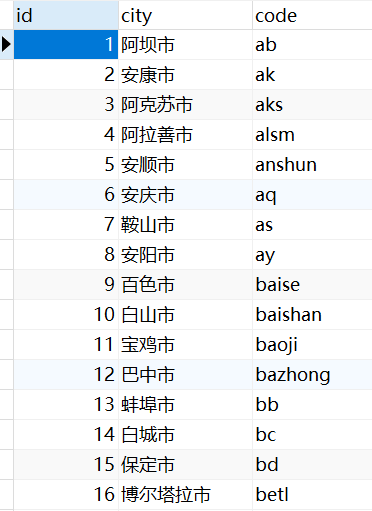 id city code
1 阿坝市 ab
2 安康市 ak
3 阿克苏市 aks
4 阿拉善市 alsm
5 安顺市 anshun
6 安庆市 aq
7 鞍山市 as
8 安阳市 ay
9 百色市 baise
10 白山市 baishan
11 宝鸡市 baoji
12 巴中市 bazhong
13 蚌埠市 bb
14 白城市 bc
15 保定市 bd
16 博尔塔拉市 betl